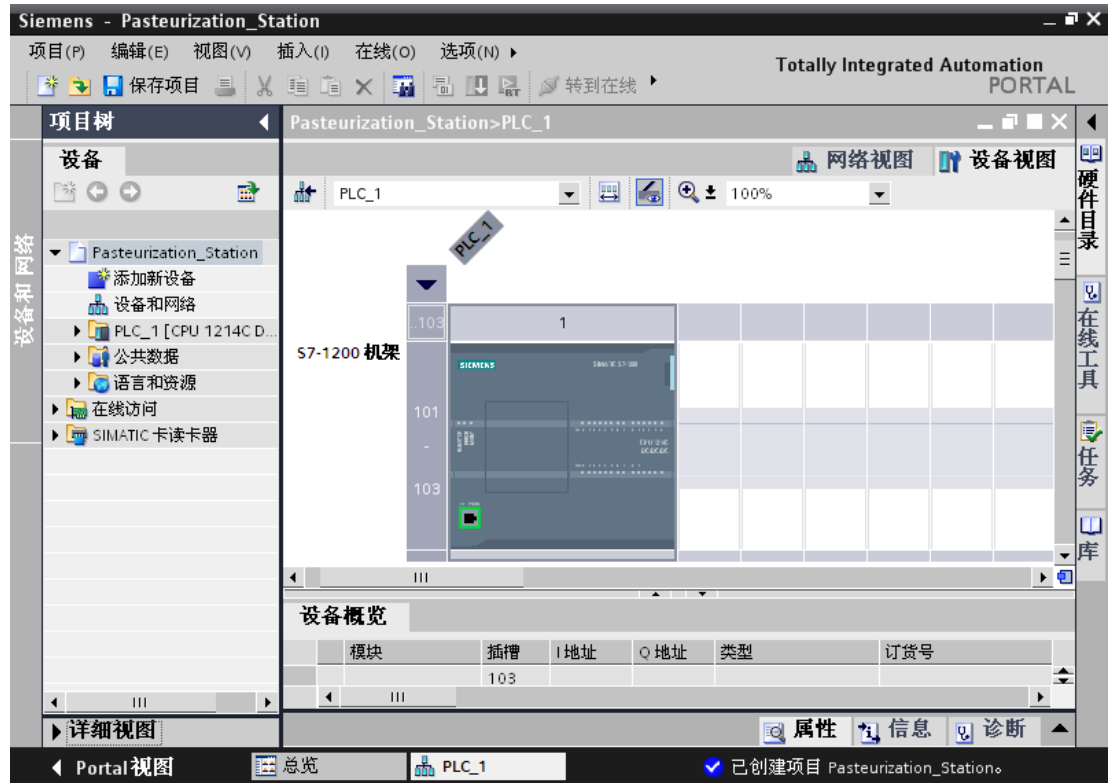 Siemens - Pasteurization_Station
项目(P) 编辑(E) 视图(V) 插入(I) 在线(O) 选项(N)
Totally Integrated Automation
PORTAL
保存项目 转到在线
项目树
Pasteurization_Station>PLC_1
设备
网络视图 设备视图
PLC_1 100%
PLC_1
Pasteurization_Station
添加新设备
设备和网络
PLC_1 [CPU 1214C D...
公共数据
语言和资源
在线访问
SIMATIC 卡读卡器
设备和 网络
..103 1
S7-1200 机架
SIEMENS SIMATIC S7-1200
101
-
103
CPU 1214C
DC/DC/DC
硬件目录
在线工具
任务
库
设备概览
模块 插槽 I 地址 Q 地址 类型 订货号
103
详细视图
属性 信息 诊断
Portal 视图 总览 PLC_1
已创建项目 Pasteurization_Station。